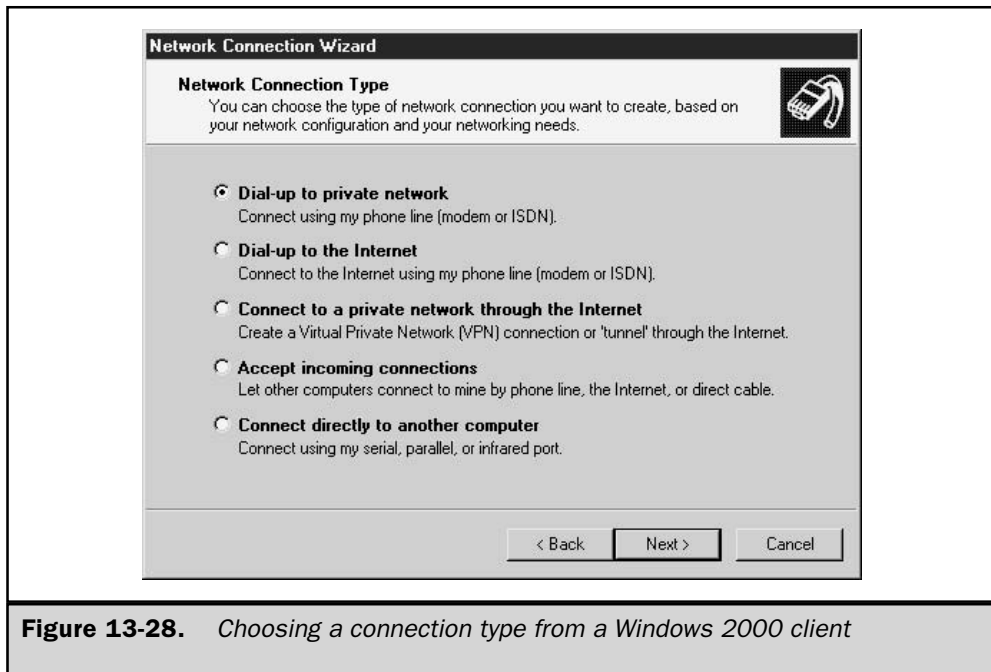 Network Connection Wizard
Network Connection Type
You can choose the type of network connection you want to create, based on
your network configuration and your networking needs.
Dial-up to private network
Connect using my phone line (modem or ISDN).
Dial-up to the Internet
Connect to the Internet using my phone line (modem or ISDN).
Connect to a private network through the Internet
Create a Virtual Private Network (VPN) connection or 'tunnel' through the Internet.
Accept incoming connections
Let other computers connect to mine by phone line, the Internet, or direct cable.
Connect directly to another computer
Connect using my serial, parallel, or infrared port.
< Back Next > Cancel
Figure 13-28. Choosing a connection type from a Windows 2000 client